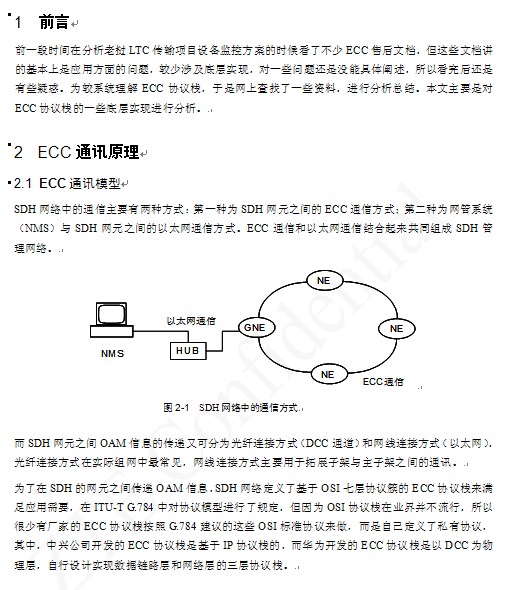 1 前言
前一段时间在分析老挝 LTC 传输项目设备监控方案的时候看了不少 ECC 售后文档，但这些文档讲
的基本上是应用方面的问题，较少涉及底层实现，对一些问题还是没能具体阐述，所以看完后还是
有些疑惑。为较系统理解 ECC 协议栈，于是网上查找了一些资料，进行分析总结。本文主要是对
ECC 协议栈的一些底层实现进行分析。
2 ECC 通讯原理
2.1 ECC 通讯模型
SDH 网络中的通信主要有两种方式：第一种为 SDH 网元之间的 ECC 通信方式；第二种为网管系统
（NMS）与 SDH 网元之间的以太网通信方式。ECC 通信和以太网通信结合起来共同组成 SDH 管
理网络。
NE
以太网通信
GNE
NE
NMS
HUB
NE
ECC通信
图 2-1 SDH 网络中的通信方式
而 SDH 网元之间 OAM 信息的传递又可分为光纤连接方式（DCC 通道）和网线连接方式（以太网），
光纤连接方式在实际组网中最常见，网线连接方式主要用于拓展子架与主子架之间的通讯。
为了在 SDH 的网元之间传递 OAM 信息，SDH 网络定义了基于 OSI 七层协议簇的 ECC 协议栈来满
足应用需要，在 ITU-T G.784 中对协议模型进行了规定，但因为 OSI 协议栈在业界并不流行，所以
很少有厂家的 ECC 协议栈按照 G.784 建议的这些 OSI 标准协议来做，而是自己定义了私有协议，
其中，中兴公司开发的 ECC 协议栈是基于 IP 协议栈的，而华为开发的 ECC 协议栈是以 DCC 为物
理层，自行设计实现数据链路层和网络层的三层协议栈。